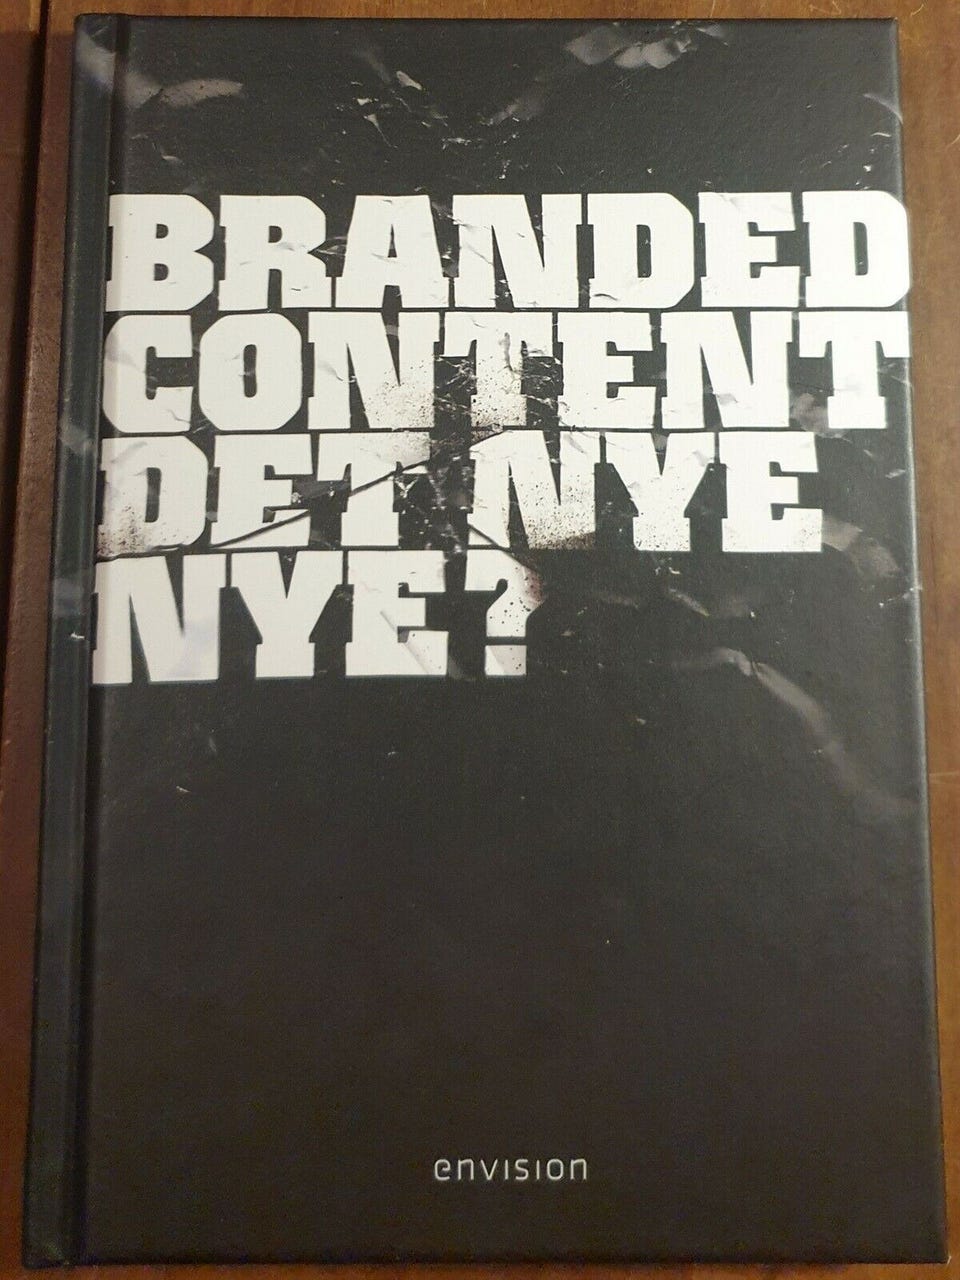 BRANDED
CONTENT
DET NYE
NYE?
envision